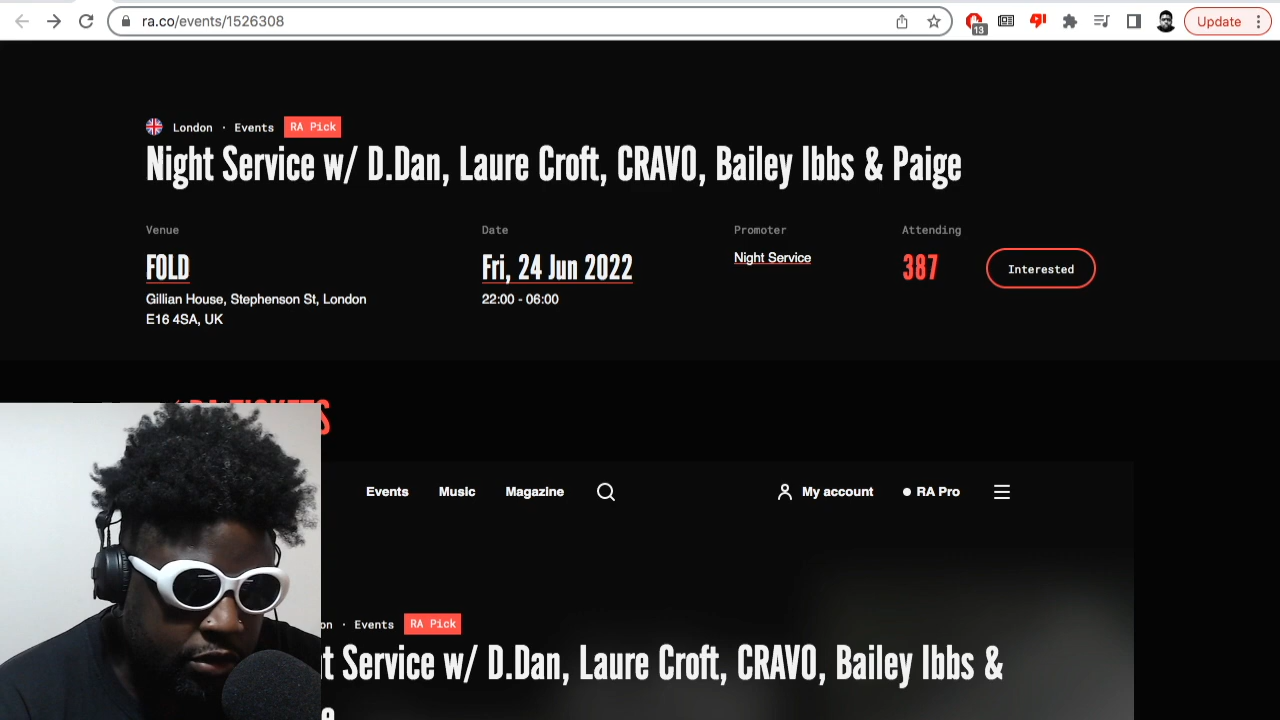 ra.co/events/1526308
Update
13
London · Events RA Pick
Night Service w/ D.Dan, Laure Croft, CRAVO, Bailey Ibbs & Paige
Venue
FOLD
Gillian House, Stephenson St, London
E16 4SA, UK
Date
Fri, 24 Jun 2022
22:00 - 06:00
Promoter
Night Service
Attending
387
Interested
Events Music Magazine
My account RA Pro
Events RA Pick
Service w/ D.Dan, Laure Croft, CRAVO, Bailey Ibbs &